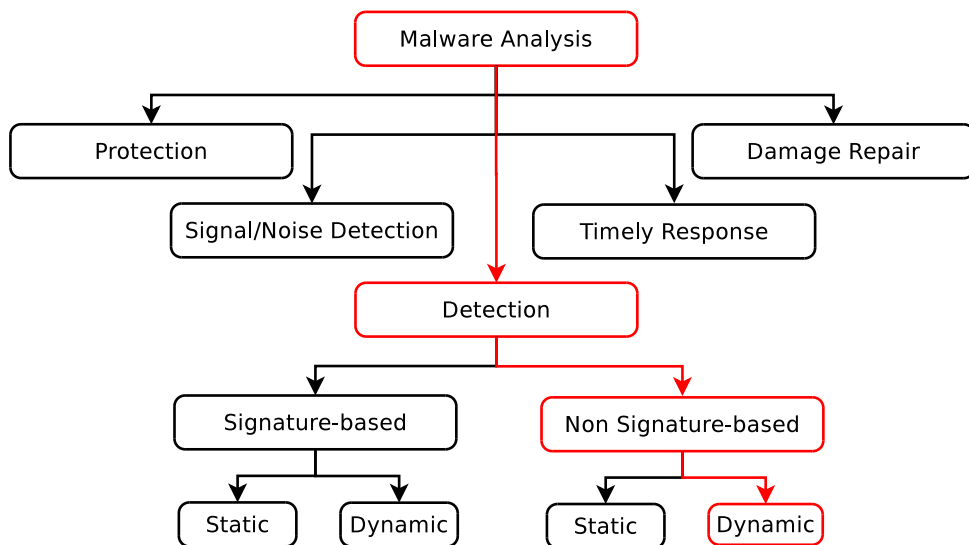 Malware Analysis
Protection
Damage Repair
Signal/Noise Detection
Timely Response
Detection
Signature-based
Non Signature-based
Static
Dynamic
Static
Dynamic